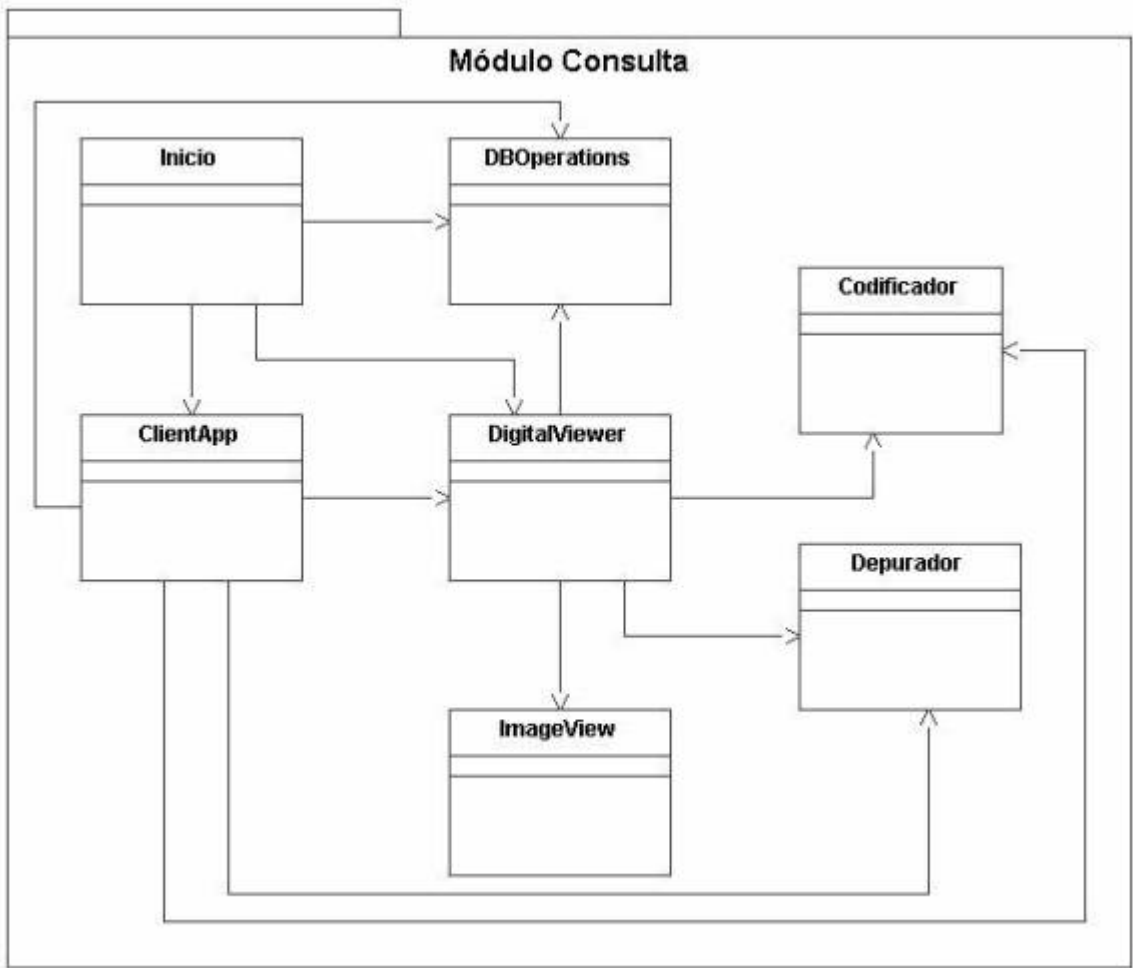 Módulo Consulta
Inicio
DBOperations
Codificador
ClientApp
DigitalViewer
Depurador
ImageView